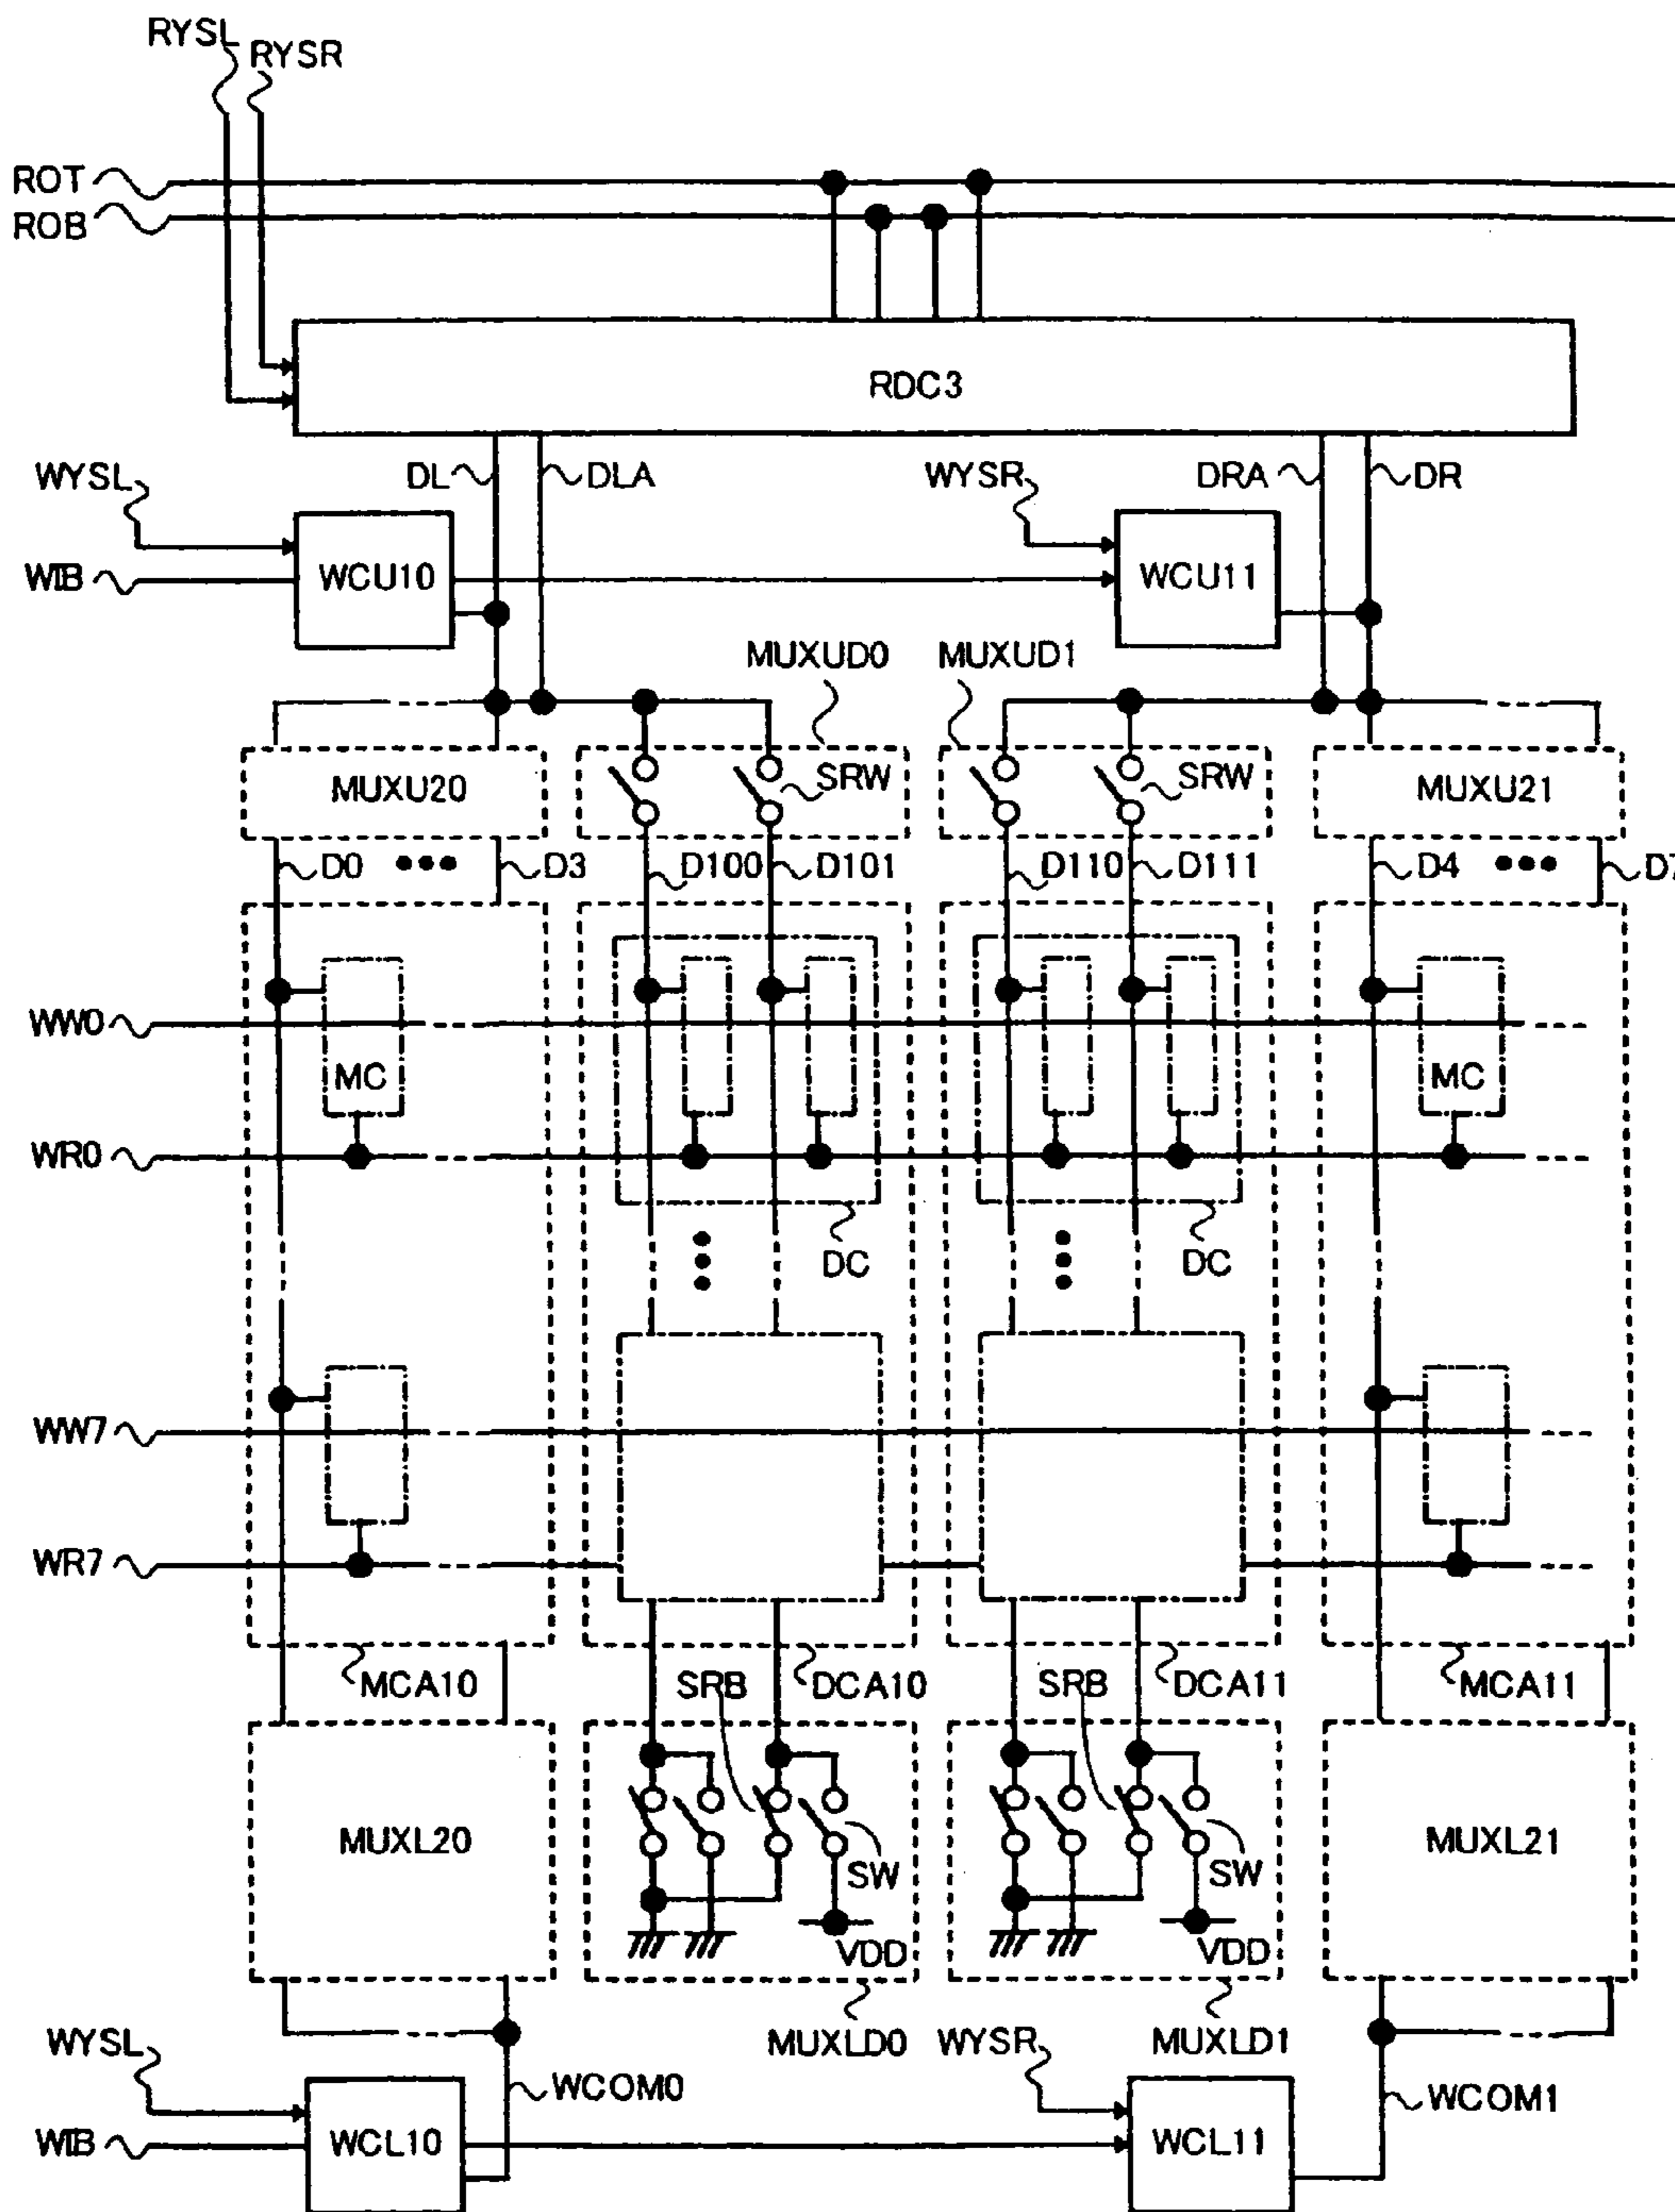 RYSL
RYSR
ROT
ROB
RDC3
WYSL
DL
DLA
WYSR
DRA
DR
WIB
WCU10
WCU11
MUXUD0
MUXUD1
MUXU20
SRW
SRW
MUXU21
D0
D3
D100
D101
D110
D111
D4
D7
WW0
MC
MC
WR0
DC
DC
WW7
WR7
MCA10
SRB
DCA10
SRB
DCA11
MCA11
MUXL20
SW
SW
MUXL21
VDD
VDD
WYSL
MUXLD0
WYSR
MUXLD1
WCOM0
WCOM1
WIB
WCL10
WCL11